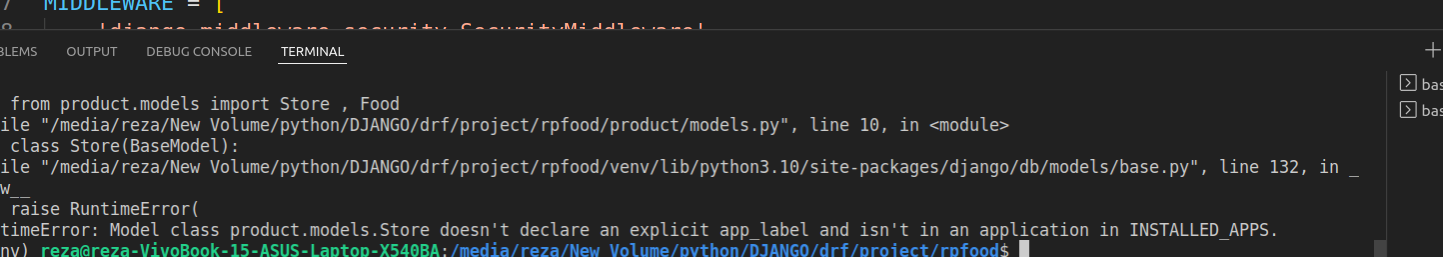 7 MIDDLEWARE = [
8 'django.middleware.security.SecurityMiddleware'
BLEMS OUTPUT DEBUG CONSOLE TERMINAL
from product.models import Store , Food
ile "/media/reza/New Volume/python/DJANGO/drf/project/rpfood/product/models.py", line 10, in <module>
class Store(BaseModel):
ile "/media/reza/New Volume/python/DJANGO/drf/project/rpfood/venv/lib/python3.10/site-packages/django/db/models/base.py", line 132, in _
w__
raise RuntimeError(
timeError: Model class product.models.Store doesn't declare an explicit app_label and isn't in an application in INSTALLED_APPS.
nv) reza@reza-VivoBook-15-ASUS-Laptop-X540BA:/media/reza/New Volume/python/DJANGO/drf/project/rpfood$
bas
bas